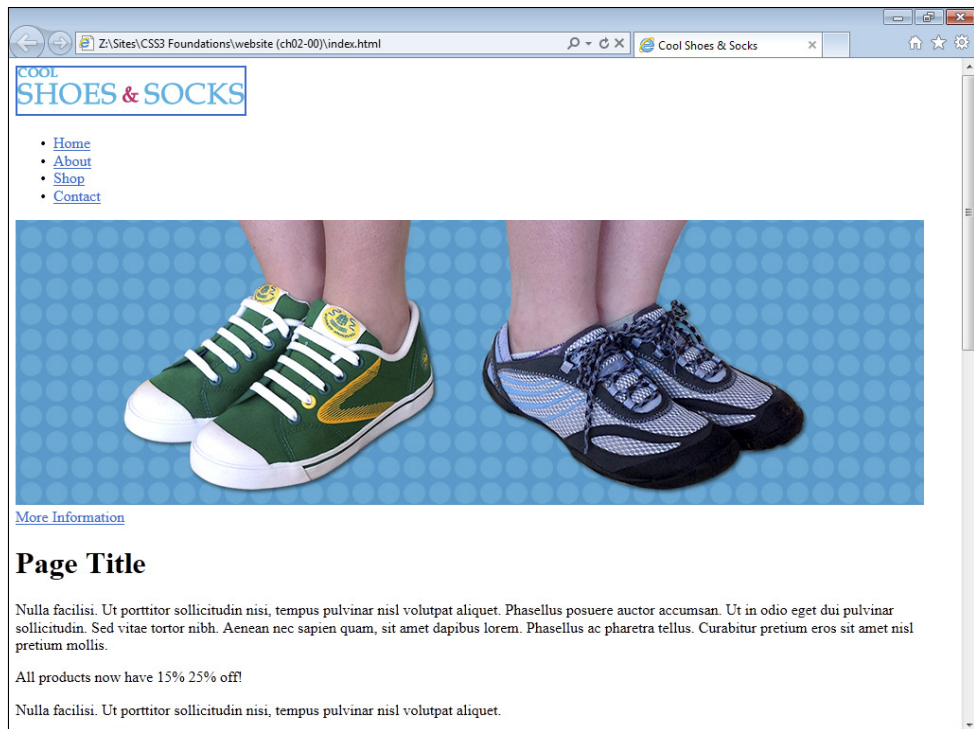 Z:\Sites\CSS3 Foundations\website (ch02-00)\index.html
Cool Shoes & Socks
COOL
SHOES & SOCKS
• Home
• About
• Shop
• Contact
More Information
Page Title
Nulla facilisi. Ut porttitor sollicitudin nisi, tempus pulvinar nisl volutpat aliquet. Phasellus posuere auctor accumsan. Ut in odio eget dui pulvinar
sollicitudin. Sed vitae tortor nibh. Aenean nec sapien quam, sit amet dapibus lorem. Phasellus ac pharetra tellus. Curabitur pretium eros sit amet nisl
pretium mollis.
All products now have 15% 25% off!
Nulla facilisi. Ut porttitor sollicitudin nisi, tempus pulvinar nisl volutpat aliquet.